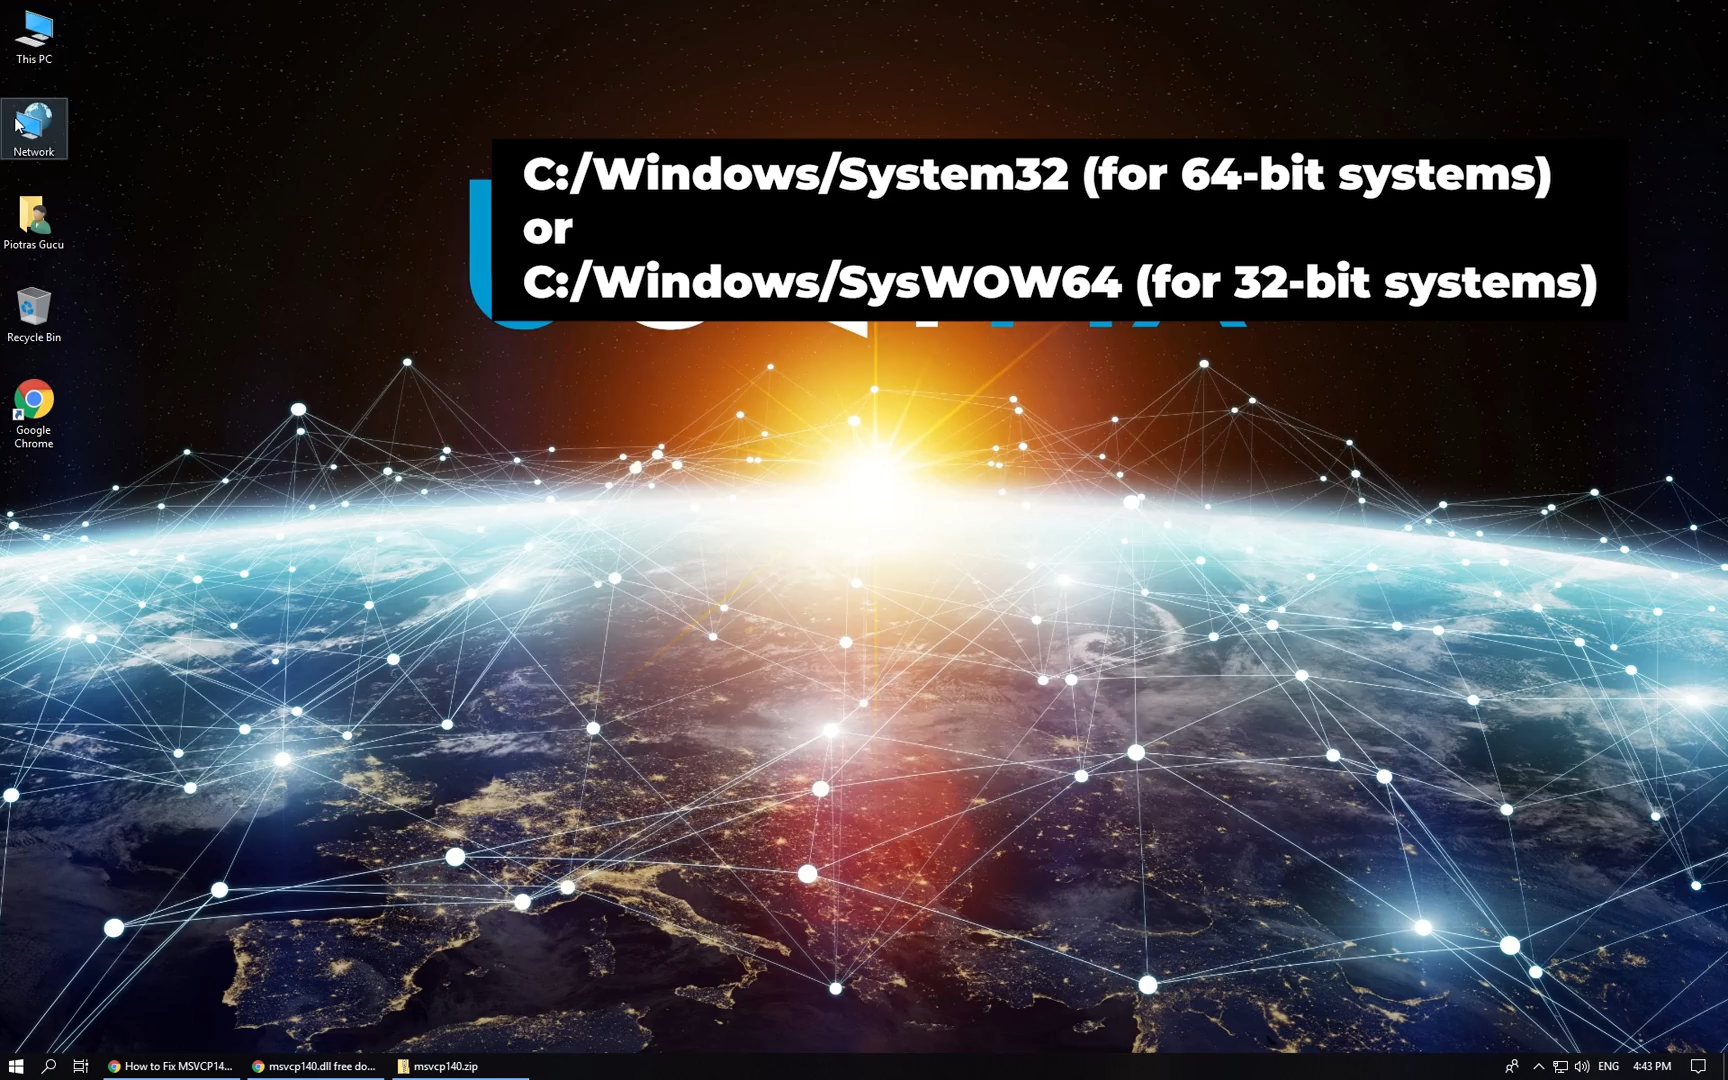 This PC
Network
Piotras Gucu
Recycle Bin
Google
Chrome
C:/Windows/System32 (for 64-bit systems)
or
C:/Windows/SysWOW64 (for 32-bit systems)
How to Fix MSVCP14...
msvcp140.dll free do...
msvcp140.zip
ENG
4:43 PM